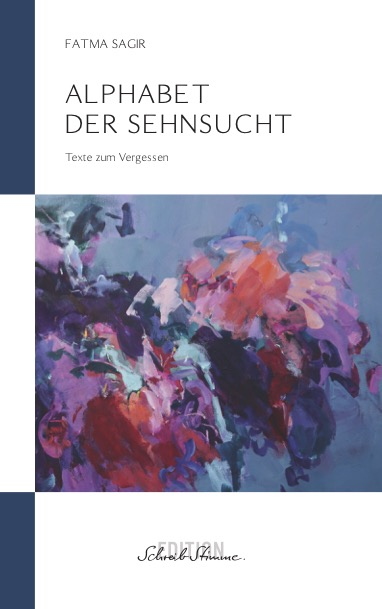 FATMA SAGIR
ALPHABET
DER SEHNSUCHT
Texte zum Vergessen
EDITION
Schreib Stimme.